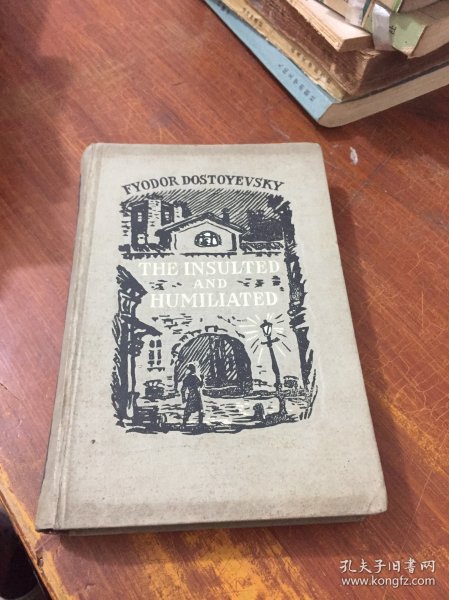 FYODOR DOSTOYEVSKY
THE INSULTED
AND
HUMILIATED
孔夫子旧书网
www.kongfz.com